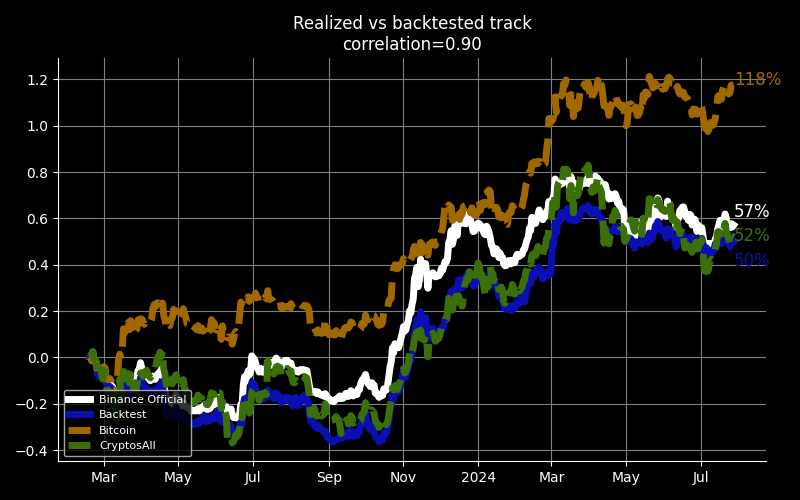 Realized vs backtested track
correlation=0.90
1.2
1.0
0.8
0.6
0.4
0.2
0.0
−0.2
−0.4
118%
57%
52%
50%
Binance Official
Backtest
Bitcoin
CryptosAll
Mar May Jul Sep Nov 2024 Mar May Jul